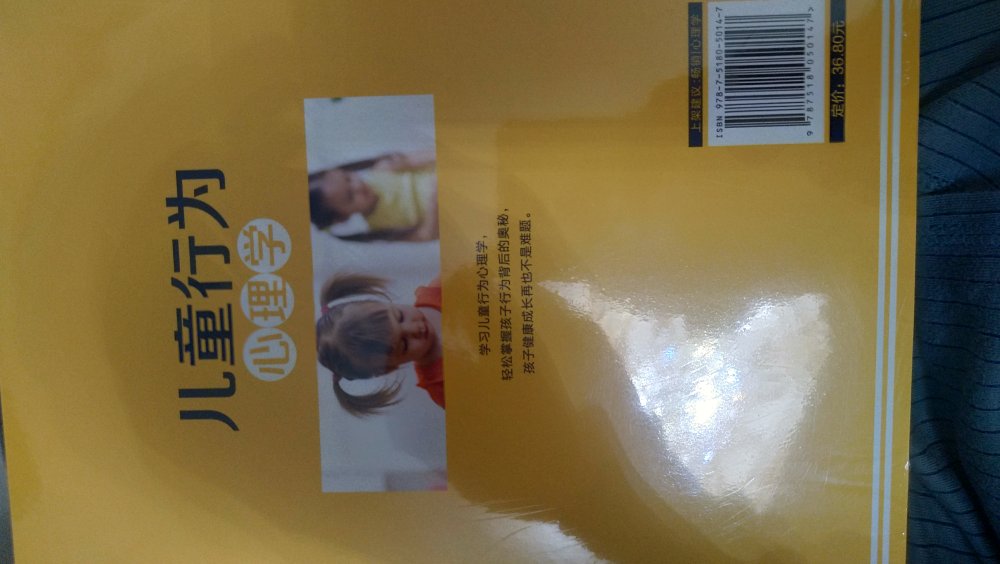 儿童行为
心理学
学习儿童行为心理学，
轻松掌握孩子行为背后的奥秘，
孩子健康成长再也不是难题。
上架建议:畅销|心理学
ISBN 978-7-5180-5014-7
9 787518 050147 >
定价：36.80元